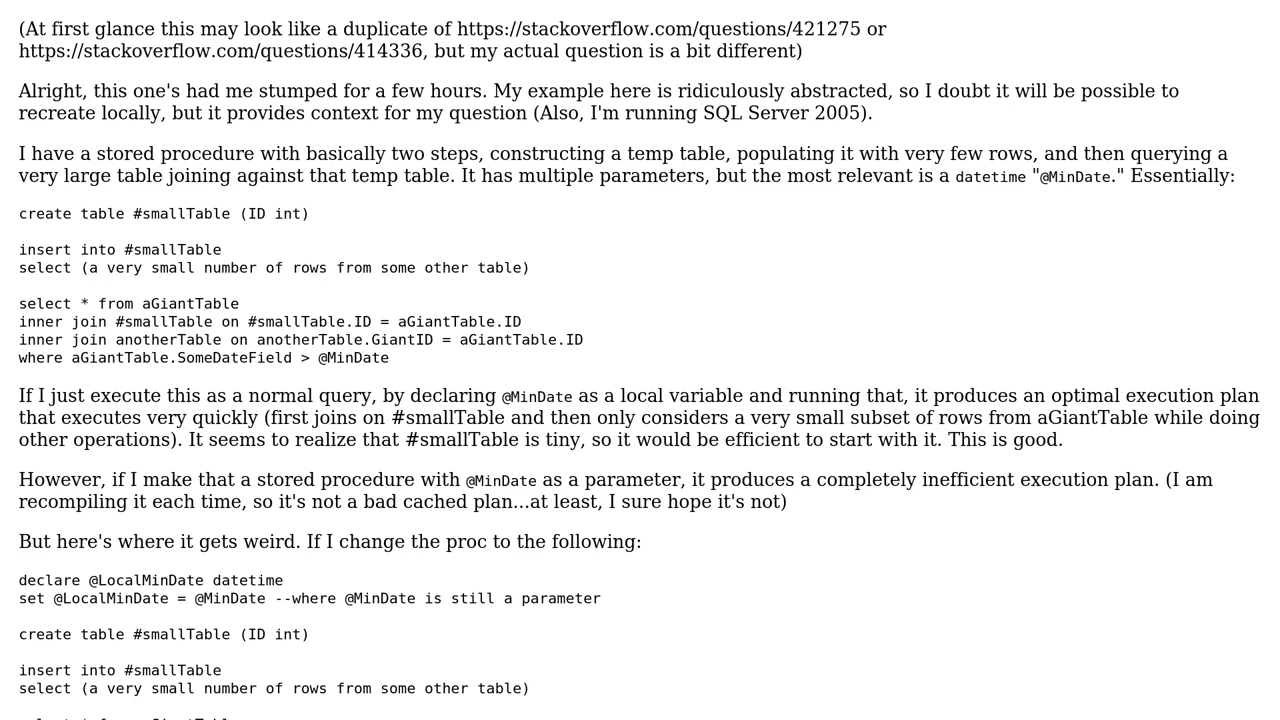 (At first glance this may look like a duplicate of https://stackoverflow.com/questions/421275 or
https://stackoverflow.com/questions/414336, but my actual question is a bit different)
Alright, this one's had me stumped for a few hours. My example here is ridiculously abstracted, so I doubt it will be possible to
recreate locally, but it provides context for my question (Also, I'm running SQL Server 2005).
I have a stored procedure with basically two steps, constructing a temp table, populating it with very few rows, and then querying a
very large table joining against that temp table. It has multiple parameters, but the most relevant is a datetime "@MinDate." Essentially:
create table #smallTable (ID int)
insert into #smallTable
select (a very small number of rows from some other table)
select * from aGiantTable
inner join #smallTable on #smallTable.ID = aGiantTable.ID
inner join anotherTable on anotherTable.GiantID = aGiantTable.ID
where aGiantTable.SomeDateField > @MinDate
If I just execute this as a normal query, by declaring @MinDate as a local variable and running that, it produces an optimal execution plan
that executes very quickly (first joins on #smallTable and then only considers a very small subset of rows from aGiantTable while doing
other operations). It seems to realize that #smallTable is tiny, so it would be efficient to start with it. This is good.
However, if I make that a stored procedure with @MinDate as a parameter, it produces a completely inefficient execution plan. (I am
recompiling it each time, so it's not a bad cached plan...at least, I sure hope it's not)
But here's where it gets weird. If I change the proc to the following:
declare @LocalMinDate datetime
set @LocalMinDate = @MinDate --where @MinDate is still a parameter
create table #smallTable (ID int)
insert into #smallTable
select (a very small number of rows from some other table)